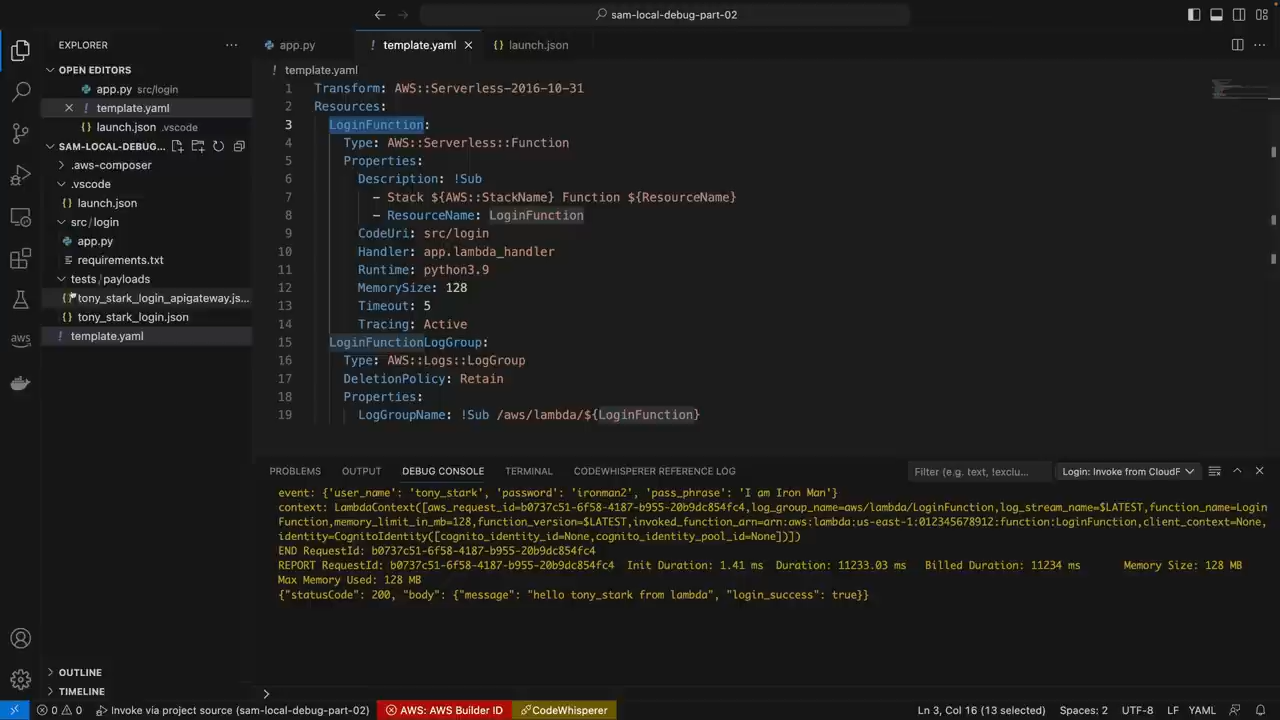 sam-local-debug-part-02
EXPLORER
OPEN EDITORS
app.py src/login
template.yaml
launch.json .vscode
SAM-LOCAL-DEBUG...
.aws-composer
.vscode
launch.json
src/login
app.py
requirements.txt
tests/payloads
tony_stark_login_apigateway.js...
tony_stark_login.json
template.yaml
OUTLINE
TIMELINE
aws
app.py
template.yaml
launch.json
template.yaml
1 Transform: AWS::Serverless-2016-10-31
2 Resources:
3 LoginFunction:
4 Type: AWS::Serverless::Function
5 Properties:
6 Description: !Sub
7 - Stack ${AWS::StackName} Function ${ResourceName}
8 - ResourceName: LoginFunction
9 CodeUri: src/login
10 Handler: app.lambda_handler
11 Runtime: python3.9
12 MemorySize: 128
13 Timeout: 5
14 Tracing: Active
15 LoginFunctionLogGroup:
16 Type: AWS::Logs::LogGroup
17 DeletionPolicy: Retain
18 Properties:
19 LogGroupName: !Sub /aws/lambda/${LoginFunction}
PROBLEMS OUTPUT DEBUG CONSOLE TERMINAL CODEWHISPERER REFERENCE LOG Filter (e.g. text, !exclu... Login: Invoke from CloudF
event: {'user_name': 'tony_stark', 'password': 'ironman2', 'pass_phrase': 'I am Iron Man'}
context: LambdaContext([aws_request_id=b0737c51-6f58-4187-b955-20b9dc854fc4,log_group_name=aws/lambda/LoginFunction,log_stream_name=$LATEST,function_name=Login
Function,memory_limit_in_mb=128,function_version=$LATEST,invoked_function_arn=arn:aws:lambda:us-east-1:012345678912:function:LoginFunction,client_context=None,
identity=CognitoIdentity([cognito_identity_id=None,cognito_identity_pool_id=None])])
END RequestId: b0737c51-6f58-4187-b955-20b9dc854fc4
REPORT RequestId: b0737c51-6f58-4187-b955-20b9dc854fc4 Init Duration: 1.41 ms Duration: 11233.03 ms Billed Duration: 11234 ms Memory Size: 128 MB
Max Memory Used: 128 MB
{"statusCode": 200, "body": {"message": "hello tony_stark from lambda", "login_success": true}}
0 0 Invoke via project source (sam-local-debug-part-02) AWS: AWS Builder ID CodeWhisperer Ln 3, Col 16 (13 selected) Spaces: 2 UTF-8 LF YAML